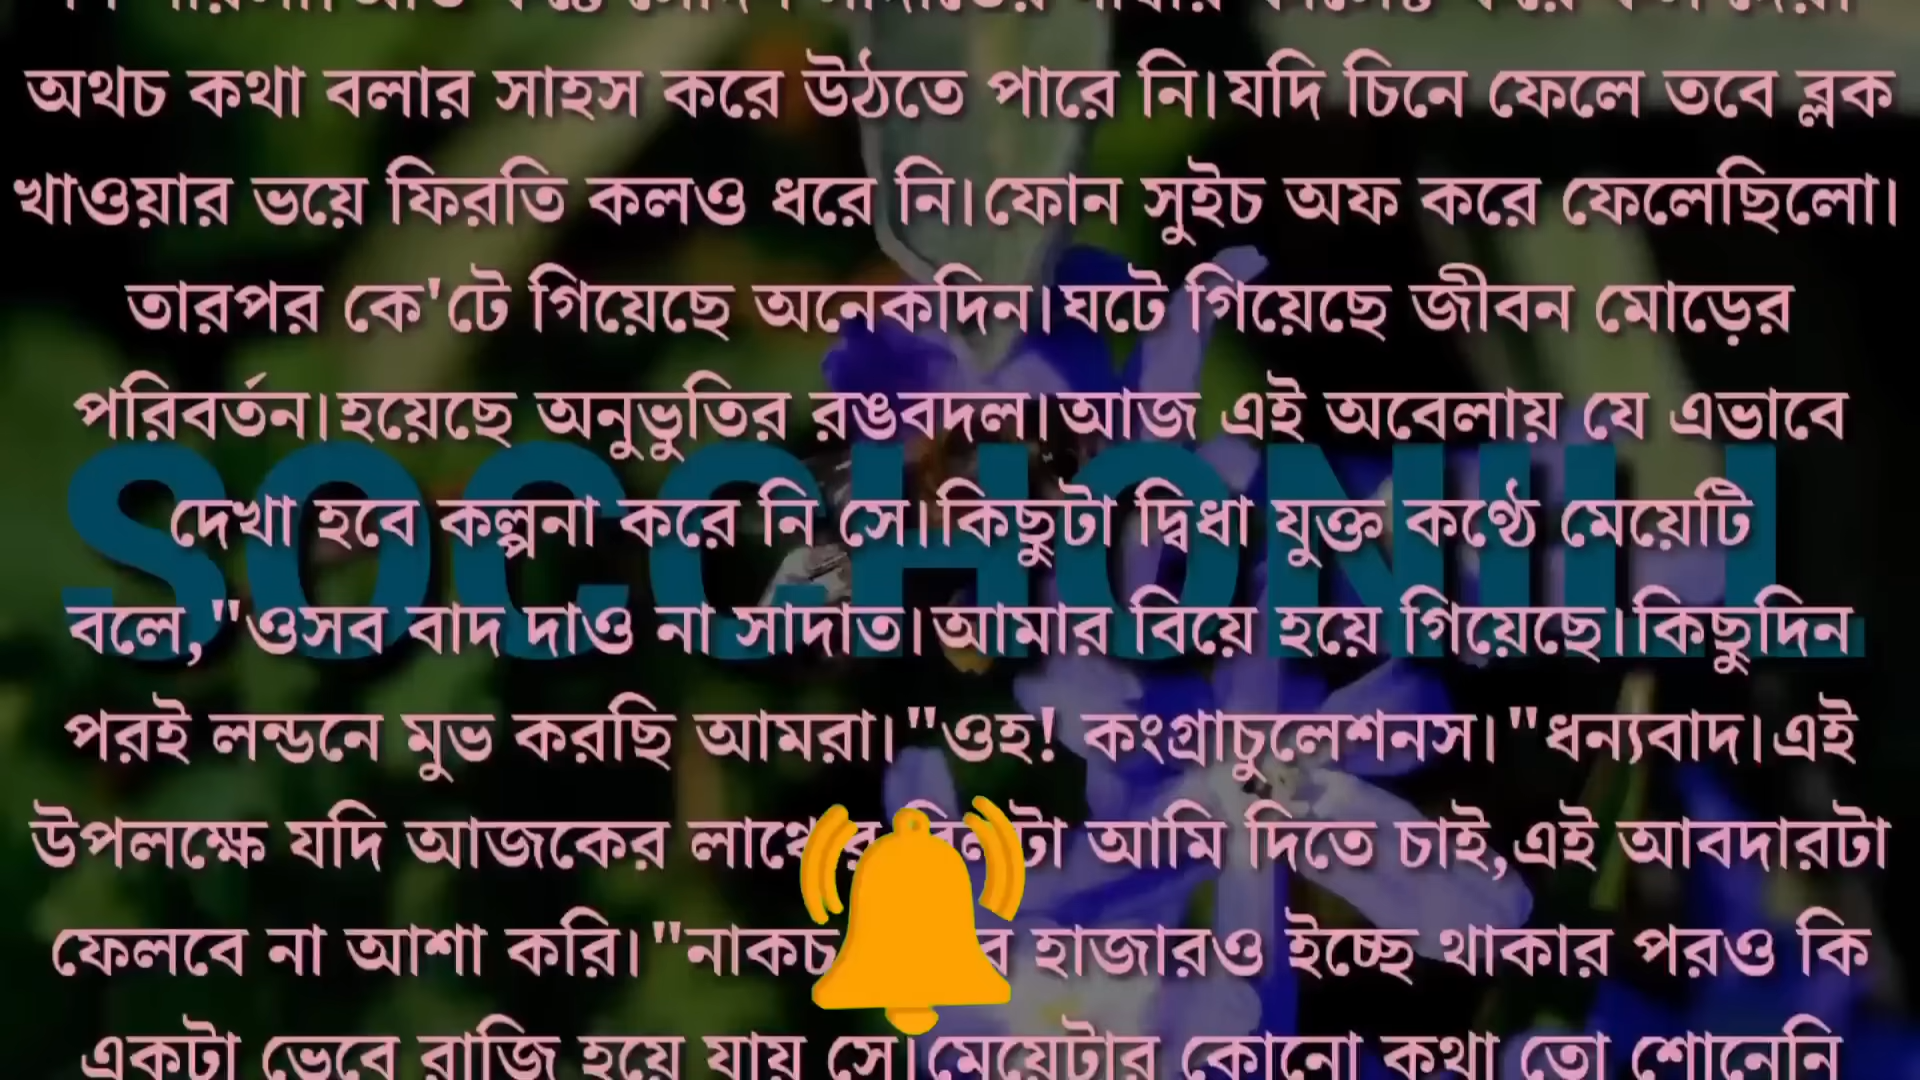 অথচ কথা বলার সাহস করে উঠতে পারে নি।যদি চিনে ফেলে তবে ব্লক
খাওয়ার ভয়ে ফিরতি কলও ধরে নি।ফোন সুইচ অফ করে ফেলেছিলো।
তারপর কে'টে গিয়েছে অনেকদিন।ঘটে গিয়েছে জীবন মোড়ের
পরিবর্তন।হয়েছে অনুভুতির রঙবদল।আজ এই অবেলায় যে এভাবে
SOCCHONIL
দেখা হবে কল্পনা করে নি সে।কিছুটা দ্বিধা যুক্ত কণ্ঠে মেয়েটি
বলে,"ওসব বাদ দাও না সাদাত।আমার বিয়ে হয়ে গিয়েছে।কিছুদিন
পরই লন্ডনে মুভ করছি আমরা।"ওহ! কংগ্রাচুলেশনস।"ধন্যবাদ।এই
উপলক্ষে যদি আজকের আমি দিতে চাই,এই আবদারটা
ফেলবে না আশা করি।"নাকচ হাজারও ইচ্ছে থাকার পরও কি
একটা ভেবে রাজি হয়ে যায় সে।মেয়েটার কোনো কথা তো শোনেনি